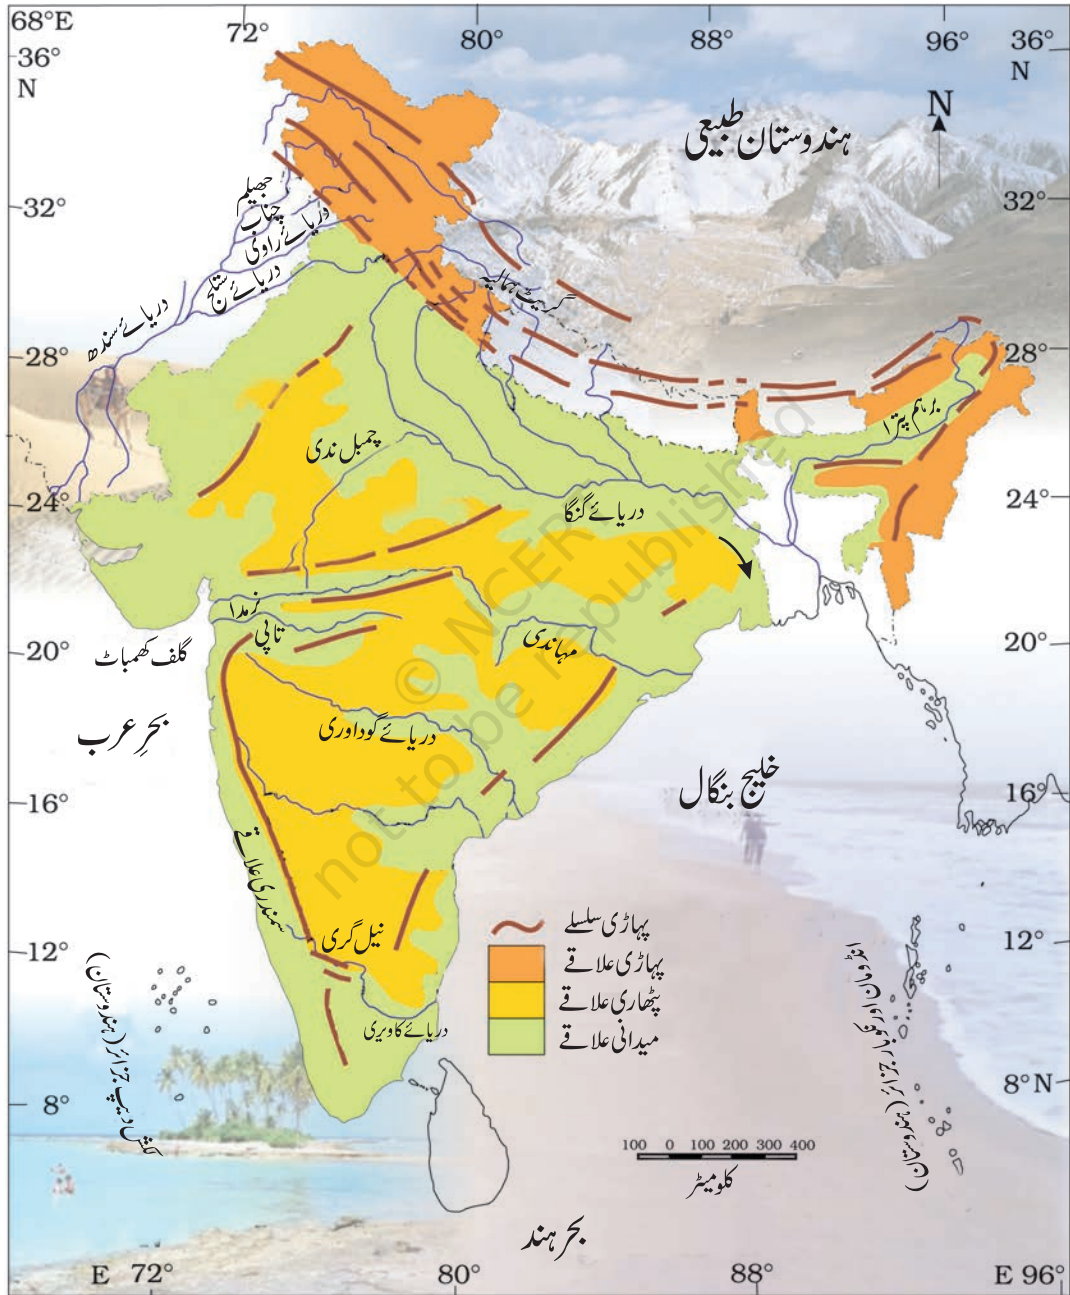 68°E
72°
80°
88°
96°
36°
N
36°
N
N
ہندوستان طبیعی
32°
32°
جھیلم
چناب
دریائے راوی
دریائے ستلج
دریائے سندھ
گریٹ ہمالیہ
28°
28°
برہم پترا
چمبل ندی
24°
24°
دریائے گنگا
نرمدا
تاپی
مہاندی
20°
20°
گلف کھمباٹ
بحرِ عرب
دریائے گوداوری
خلیج بنگال
16°
16°
سمندری علاقے
نیل گری
12°
12°
پہاڑی سلسلے
پہاڑی علاقے
پٹھاری علاقے
میدانی علاقے
دریائے کاویری
لکش دیپ جزائر (ہندوستان)
انڈومان اور نکوبار جزائر (ہندوستان)
8°
8° N
100 0 100 200 300 400
کلومیٹر
بحر ہند
E 72°
80°
88°
E 96°
© NCERT
not to be republished